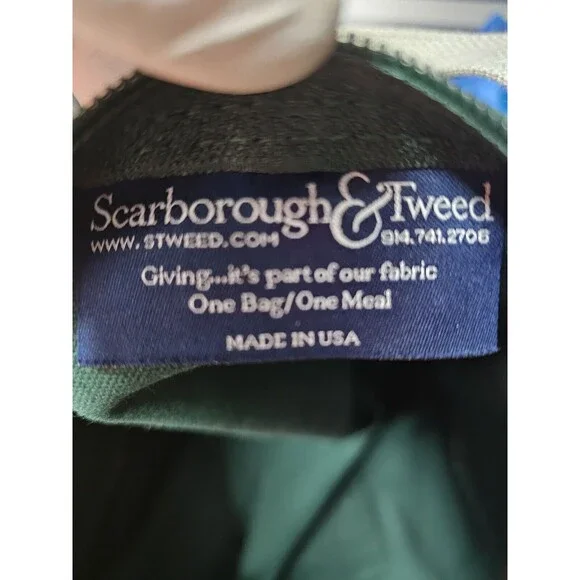 Scarborough & Tweed
WWW.STWEED.COM 914.741.2706
Giving...it's part of our fabric
One Bag/One Meal
MADE IN USA